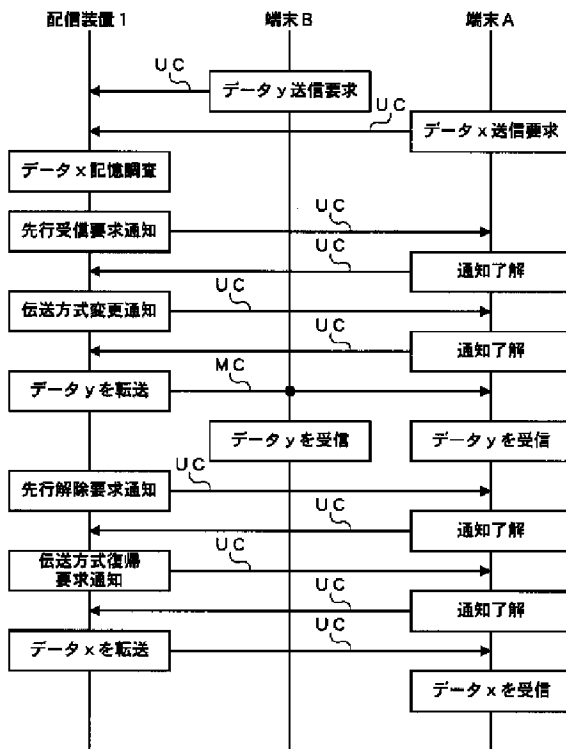 配信装置1 端末B 端末A
UC
データy送信要求
UC
データx送信要求
データx記憶調査
先行受信要求通知
UC
UC
通知了解
伝送方式変更通知
UC
UC
通知了解
データyを転送
MC
データyを受信
データyを受信
先行解除要求通知
UC
UC
通知了解
伝送方式復帰
要求通知
UC
UC
通知了解
データxを転送
UC
データxを受信